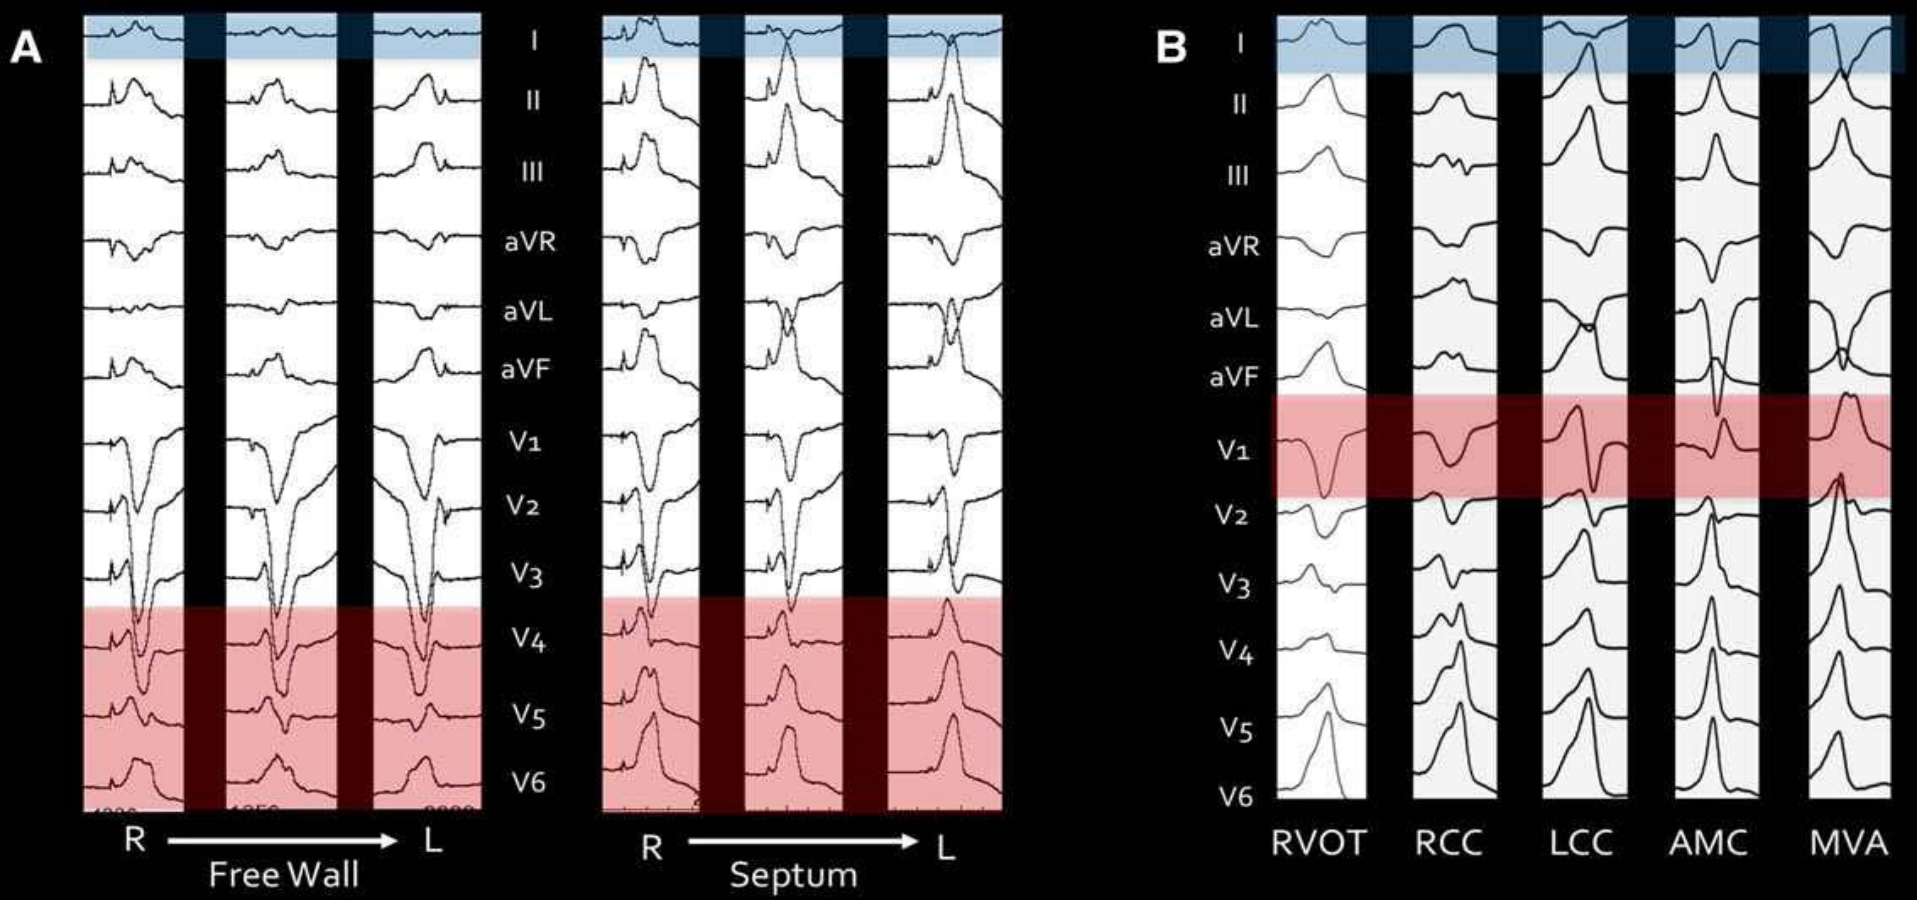 A
I
II
III
aVR
aVL
aVF
V1
V2
V3
V4
V5
V6
R L
Free Wall
R L
Septum
B
I
II
III
aVR
aVL
aVF
V1
V2
V3
V4
V5
V6
RVOT RCC LCC AMC MVA